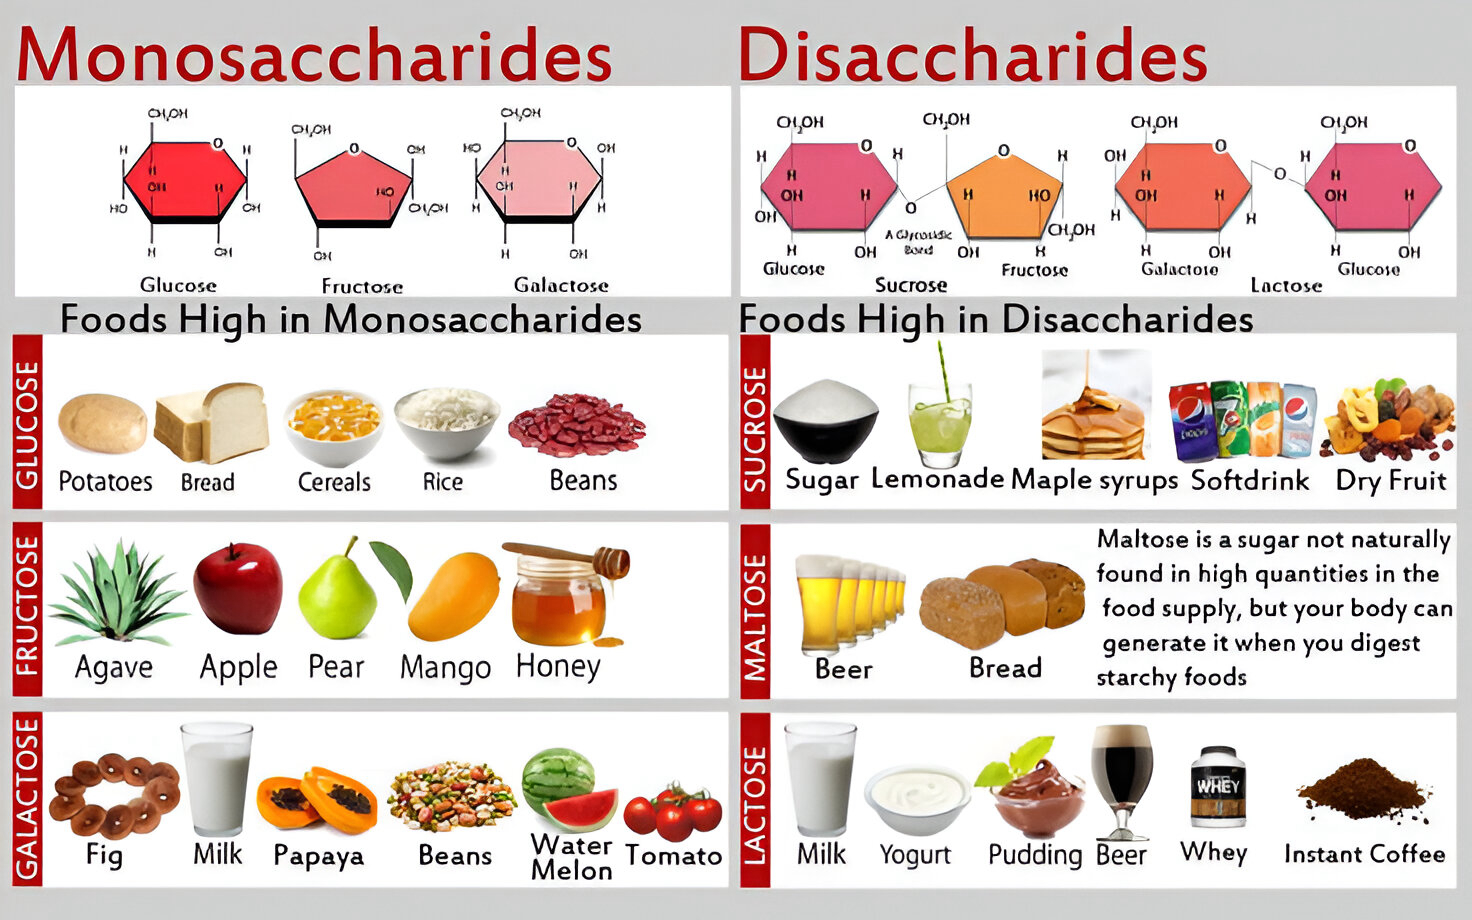 Monosaccharides
CH₂OH
O
H
H
H
OH
H
HO
OH
H
OH
Glucose
CH₂OH
O
OH
HO
CH₂OH
OH
Fructose
CH₂OH
O
HO
OH
H
OH
H
H
H
H
OH
Galactose
Foods High in Monosaccharides
GLUCOSE
Potatoes
Bread
Cereals
Rice
Beans
FRUCTOSE
Agave
Apple
Pear
Mango
Honey
GALACTOSE
Fig
Milk
Papaya
Beans
Water
Melon
Tomato
Disaccharides
CH₂OH
O
H
H
H
OH
H
OH
H
OH
Glucose
O
A Glycosidic
Bond
Sucrose
CH₂OH
O
H
H
HO
CH₂OH
OH
H
Fructose
CH₂OH
O
OH
H
OH
H
H
H
H
OH
Galactose
O
Lactose
CH₂OH
O
H
H
OH
H
H
OH
Glucose
Foods High in Disaccharides
SUCROSE
Sugar
Lemonade
Maple syrups
7
Softdrink
Dry Fruit
MALTOSE
Beer
Bread
Maltose is a sugar not naturally
found in high quantities in the
food supply, but your body can
generate it when you digest
starchy foods
LACTOSE
Milk
Yogurt
Pudding
Beer
WHEY
Whey
Instant Coffee